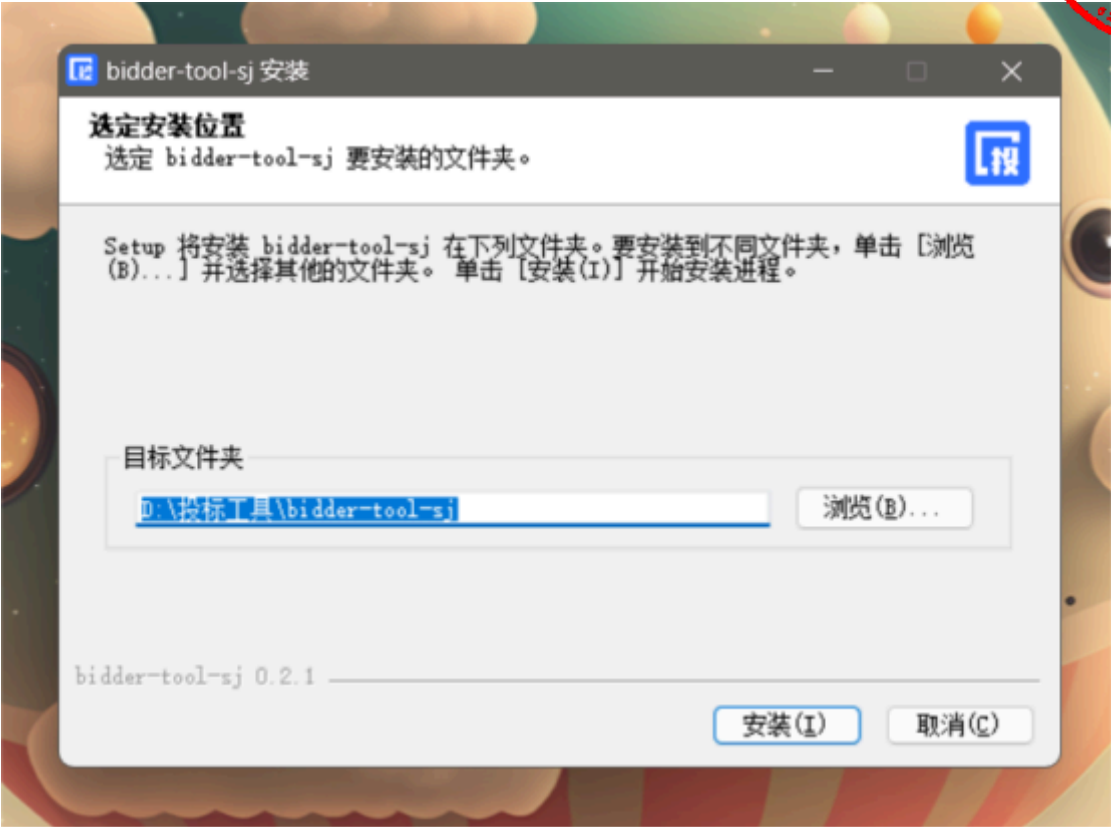 bidder-tool-sj 安装
选定安装位置
选定 bidder-tool-sj 要安装的文件夹。
投
Setup 将安装 bidder-tool-sj 在下列文件夹。要安装到不同文件夹，单击 [浏览
(B)...] 并选择其他的文件夹。 单击 [安装(I)] 开始安装进程。
目标文件夹
D:\投标工具\bidder-tool-sj
浏览(B)...
bidder-tool-sj 0.2.1
安装(I)
取消(C)